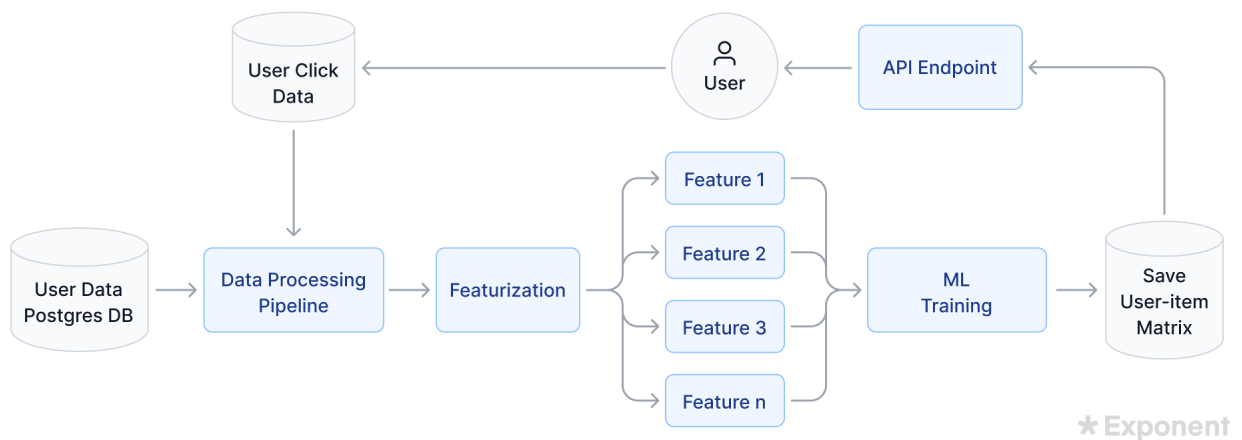 User Click
Data
User
API Endpoint
Feature 1
Feature 2
Feature 3
Feature n
User Data
Postgres DB
Data Processing
Pipeline
Featurization
ML
Training
Save
User-item
Matrix
Exponent